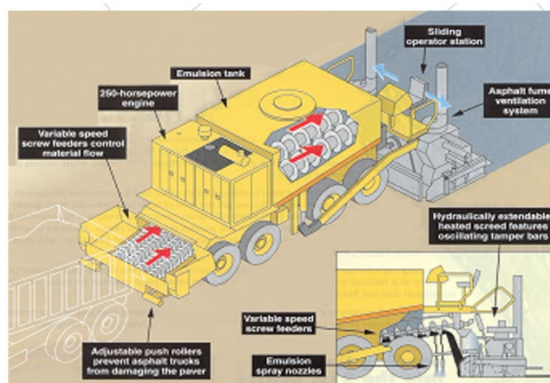 Sliding
operator station
Emulsion tank
250-horsepower
engine
Asphalt fume
ventilation
system
Variable speed
screw feeders control
material flow
Hydraulically extendable
heated screed features
oscillating tamper bars
Variable speed
screw feeders
Adjustable push rollers
prevent asphalt trucks
from damaging the paver
Emulsion
spray nozzles